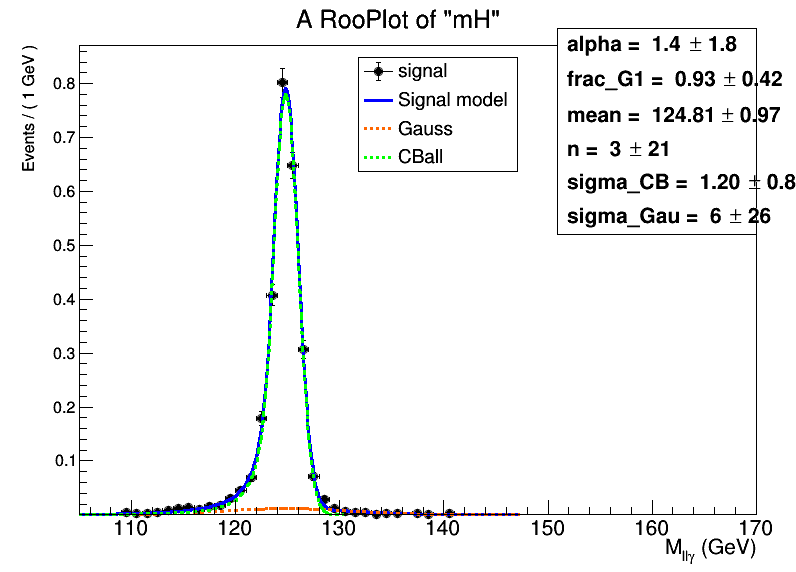 A RooPlot of "mH"
Events / ( 1 GeV )
0.8
0.7
0.6
0.5
0.4
0.3
0.2
0.1
signal
Signal model
Gauss
CBall
alpha = 1.4 ± 1.8
frac_G1 = 0.93 ± 0.42
mean = 124.81 ± 0.97
n = 3 ± 21
sigma_CB = 1.20 ± 0.8
sigma_Gau = 6 ± 26
110 120 130 140 150 160 170
M_{llγ} (GeV)